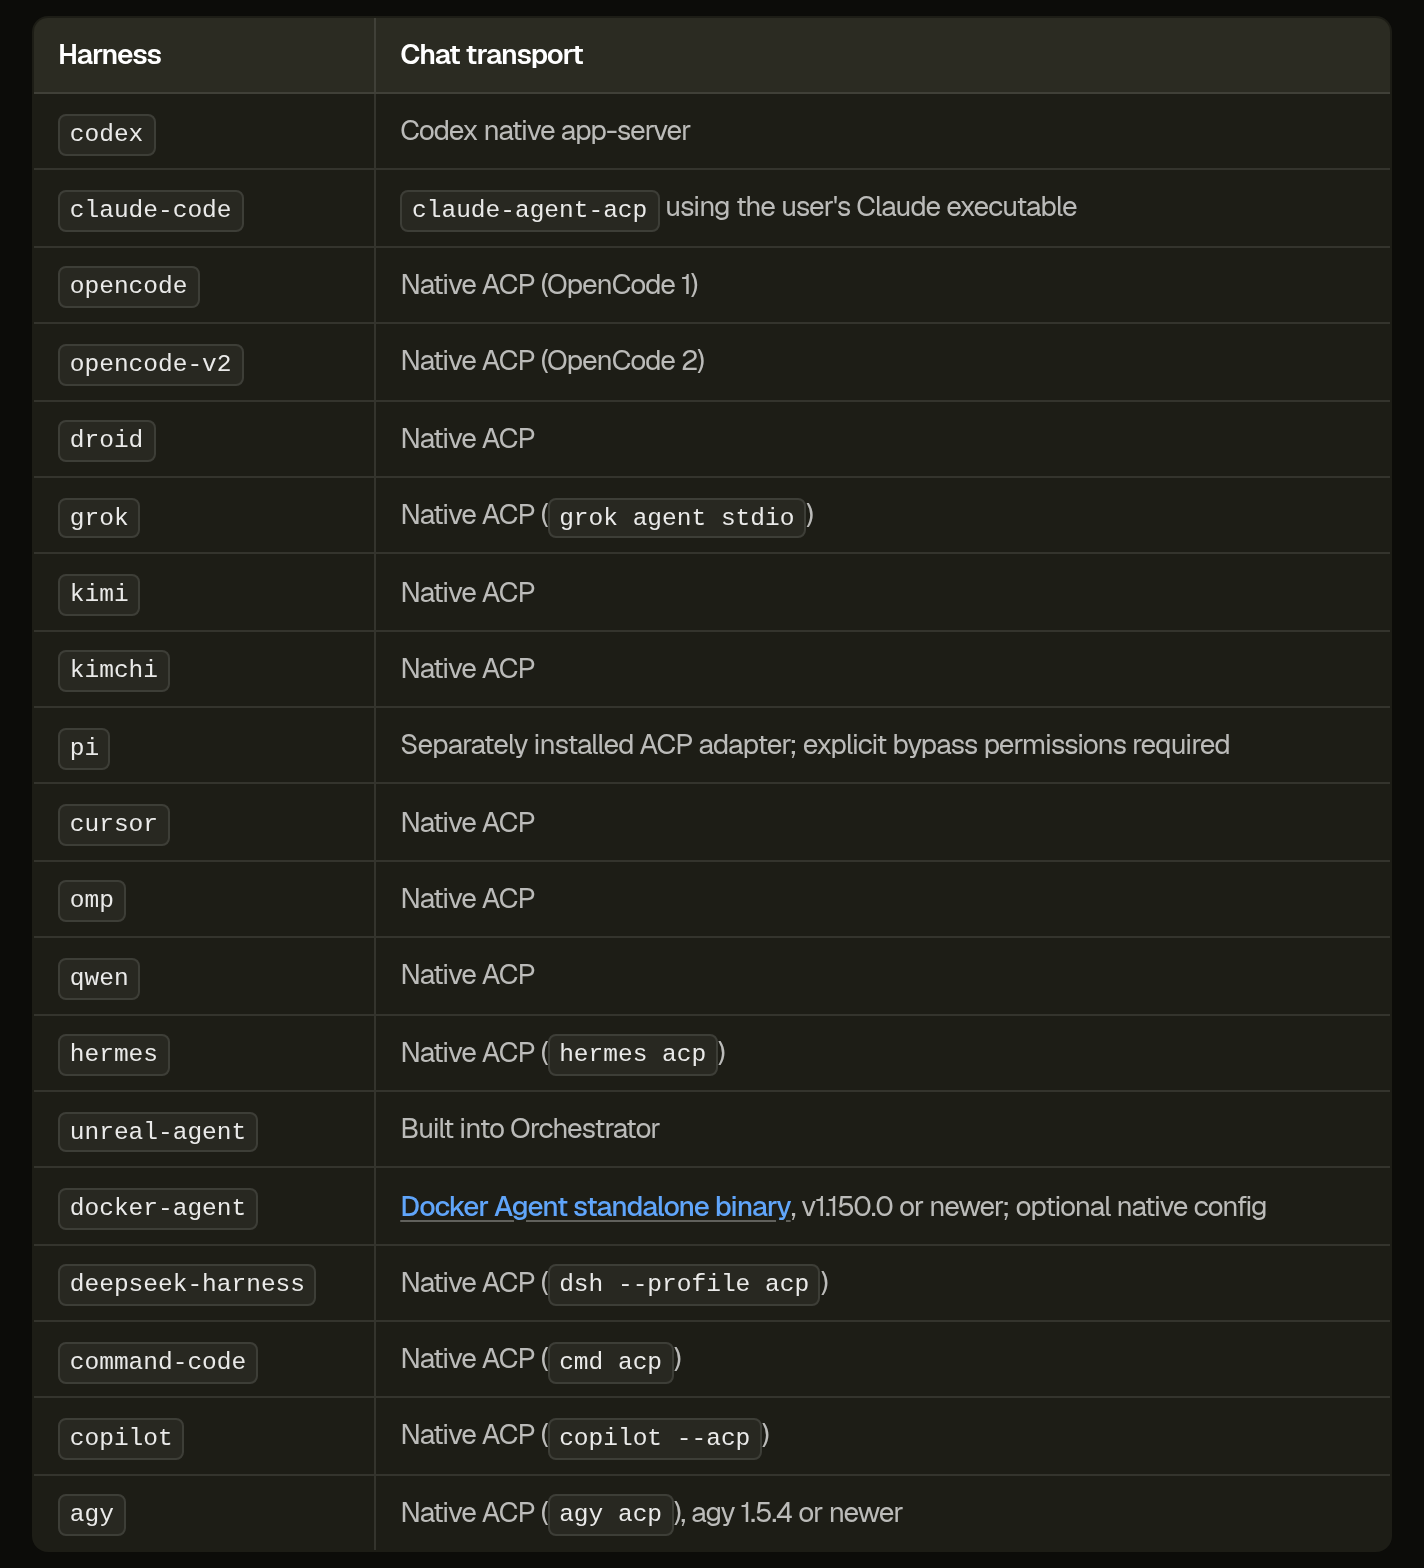 Harness Chat transport
codex Codex native app-server
claude-code claude-agent-acp using the user's Claude executable
opencode Native ACP (OpenCode 1)
opencode-v2 Native ACP (OpenCode 2)
droid Native ACP
grok Native ACP (grok agent stdio)
kimi Native ACP
kimchi Native ACP
pi Separately installed ACP adapter; explicit bypass permissions required
cursor Native ACP
omp Native ACP
qwen Native ACP
hermes Native ACP (hermes acp)
unreal-agent Built into Orchestrator
docker-agent Docker Agent standalone binary, v1.150.0 or newer; optional native config
deepseek-harness Native ACP (dsh --profile acp)
command-code Native ACP (cmd acp)
copilot Native ACP (copilot --acp)
agy Native ACP (agy acp), agy 1.5.4 or newer